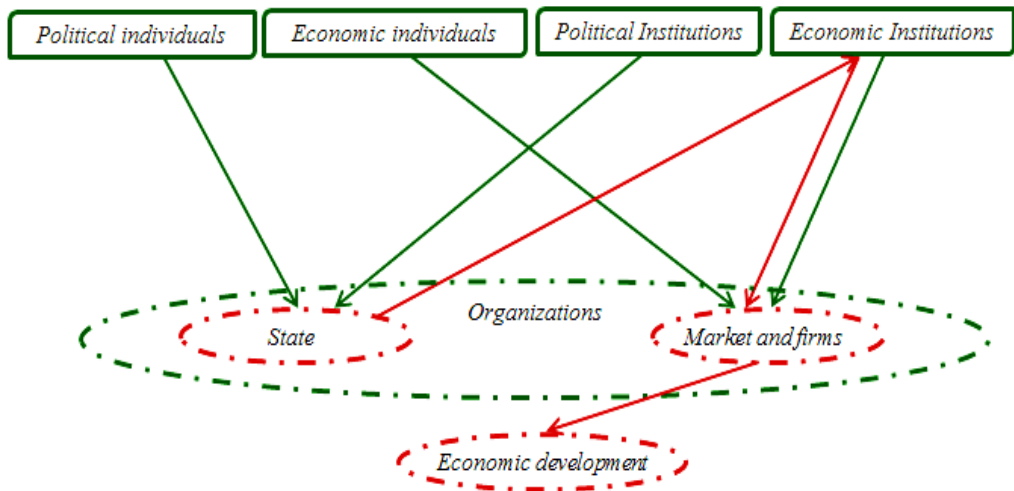 Political individuals
Economic individuals
Political Institutions
Economic Institutions
Organizations
State
Market and firms
Economic development